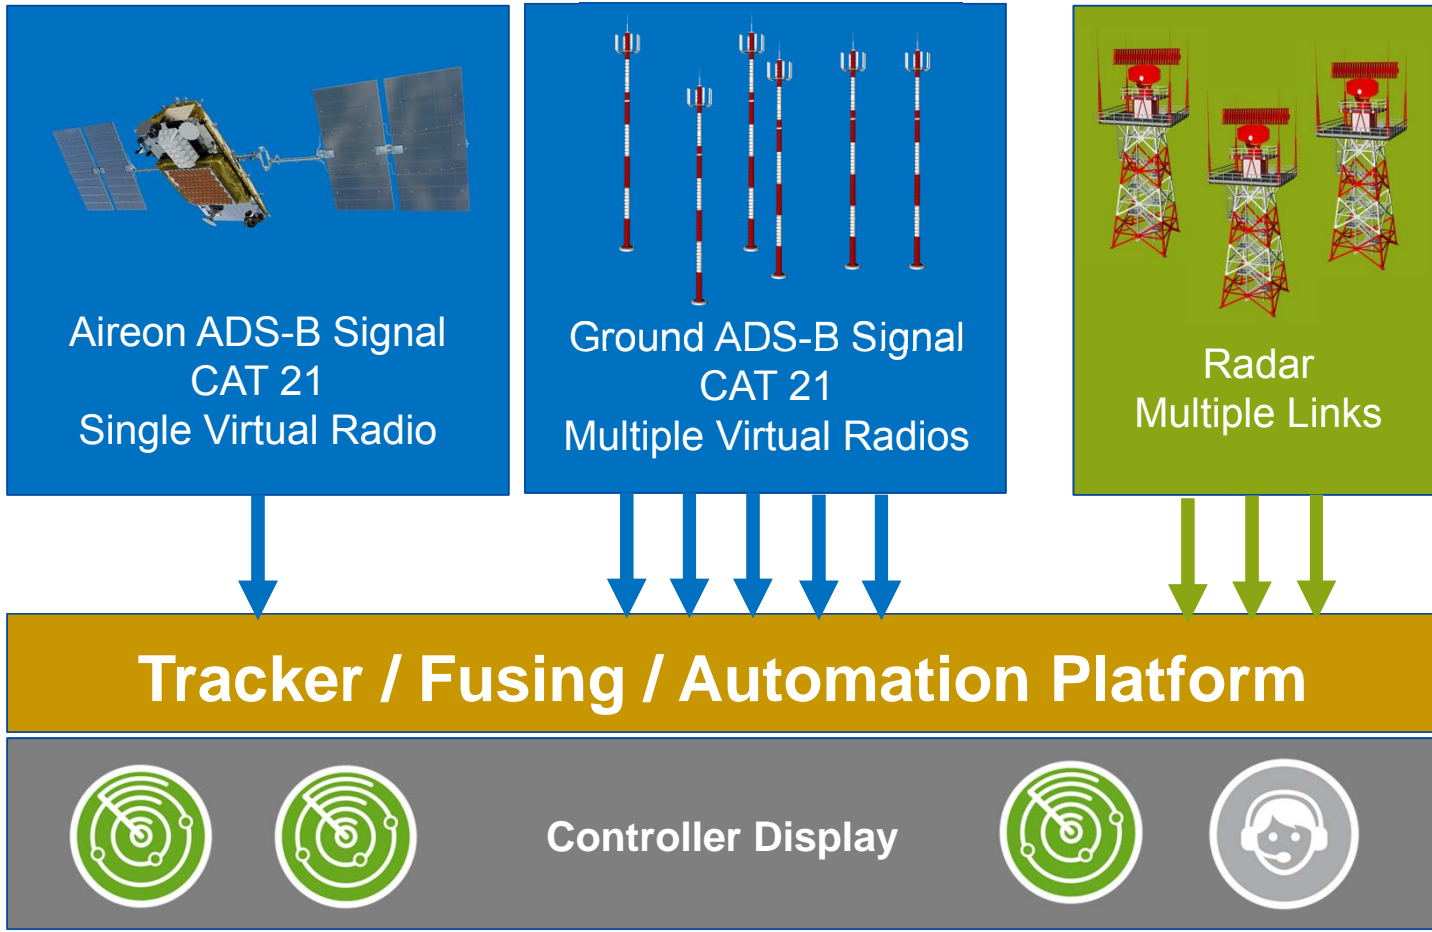 Aireon ADS-B Signal
CAT 21
Single Virtual Radio
Ground ADS-B Signal
CAT 21
Multiple Virtual Radios
Radar
Multiple Links
Tracker / Fusing / Automation Platform
Controller Display